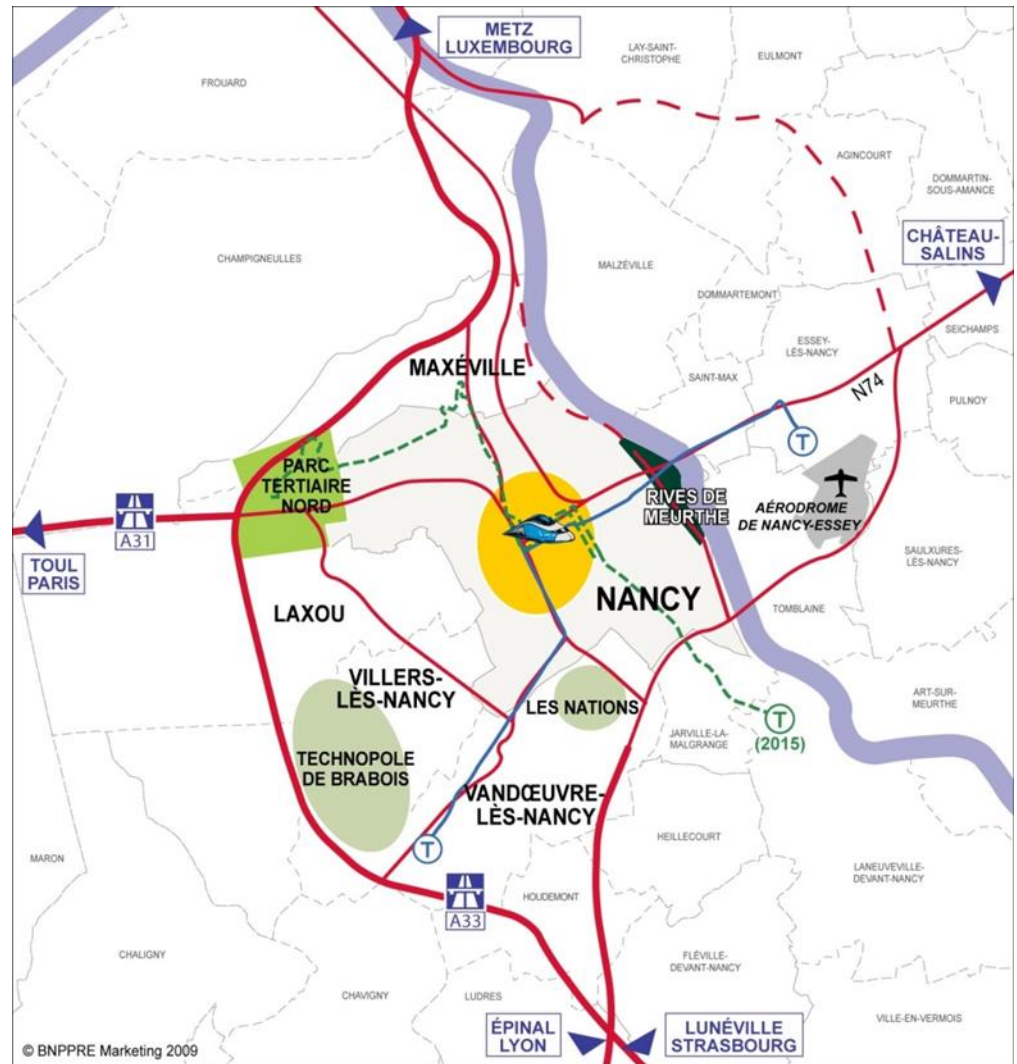 METZ
LUXEMBOURG
LAY-SAINT-
CHRISTOPHE
EULMONT
FROUARD
AGINCOURT
DOMMARTIN-
SOUS-AMANCE
CHÂTEAU-
SALINS
CHAMPIGNEULLES
MALZÉVILLE
DOMMARTEMONT
ESSEY-
LÈS-NANCY
SEICHAMPS
MAXÉVILLE
SAINT-MAX
N74
PULNOY
PARC
TERTIAIRE
NORD
T
RIVES DE
MEURTHE
AÉRODROME
DE NANCY-ESSEY
A31
TOUL
PARIS
SAULXURES-
LÈS-NANCY
NANCY
TOMBLAINE
LAXOU
VILLERS-
LÈS-NANCY
LES NATIONS
ART-SUR-
MEURTHE
T
(2015)
JARVILLE-LA-
MALGRANGE
TECHNOPOLE
DE BRABOIS
VANDŒUVRE-
LÈS-NANCY
HEILLECOURT
T
MARON
LANEUVEVILLE-
DEVANT-NANCY
A33
HOUDEMONT
CHALIGNY
FLÉVILLE-
DEVANT-NANCY
CHAVIGNY
LUDRES
VILLE-EN-VERMOIS
ÉPINAL
LYON
LUNÉVILLE
STRASBOURG
© BNPPRE Marketing 2009